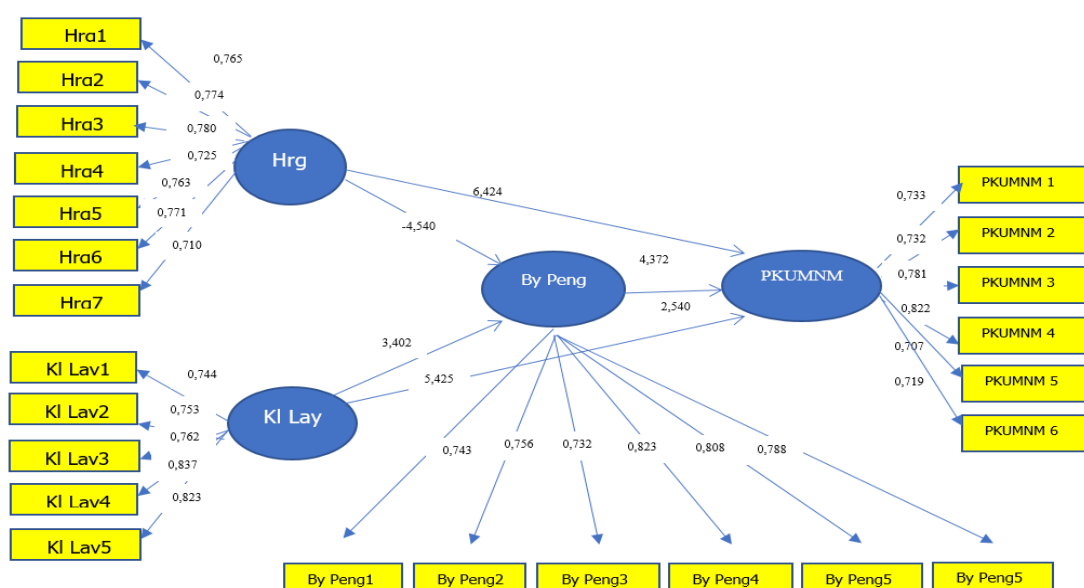 Hra1
Hra2
Hra3
Hra4
Hra5
Hra6
Hra7
0,765
0,774
0,780
0,725
0,763
0,771
0,710
Hrg
Kl Lav1
Kl Lav2
Kl Lav3
Kl Lav4
Kl Lav5
0,744
0,753
0,762
0,837
0,823
Kl Lay
6,424
-4,540
3,402
5,425
By Peng
4,372
2,540
PKUMNM
0,733
0,732
0,781
0,822
0,707
0,719
PKUMNM 1
PKUMNM 2
PKUMNM 3
PKUMNM 4
PKUMNM 5
PKUMNM 6
0,743
0,756
0,732
0,823
0,808
0,788
By Peng1
By Peng2
By Peng3
By Peng4
By Peng5
By Peng5